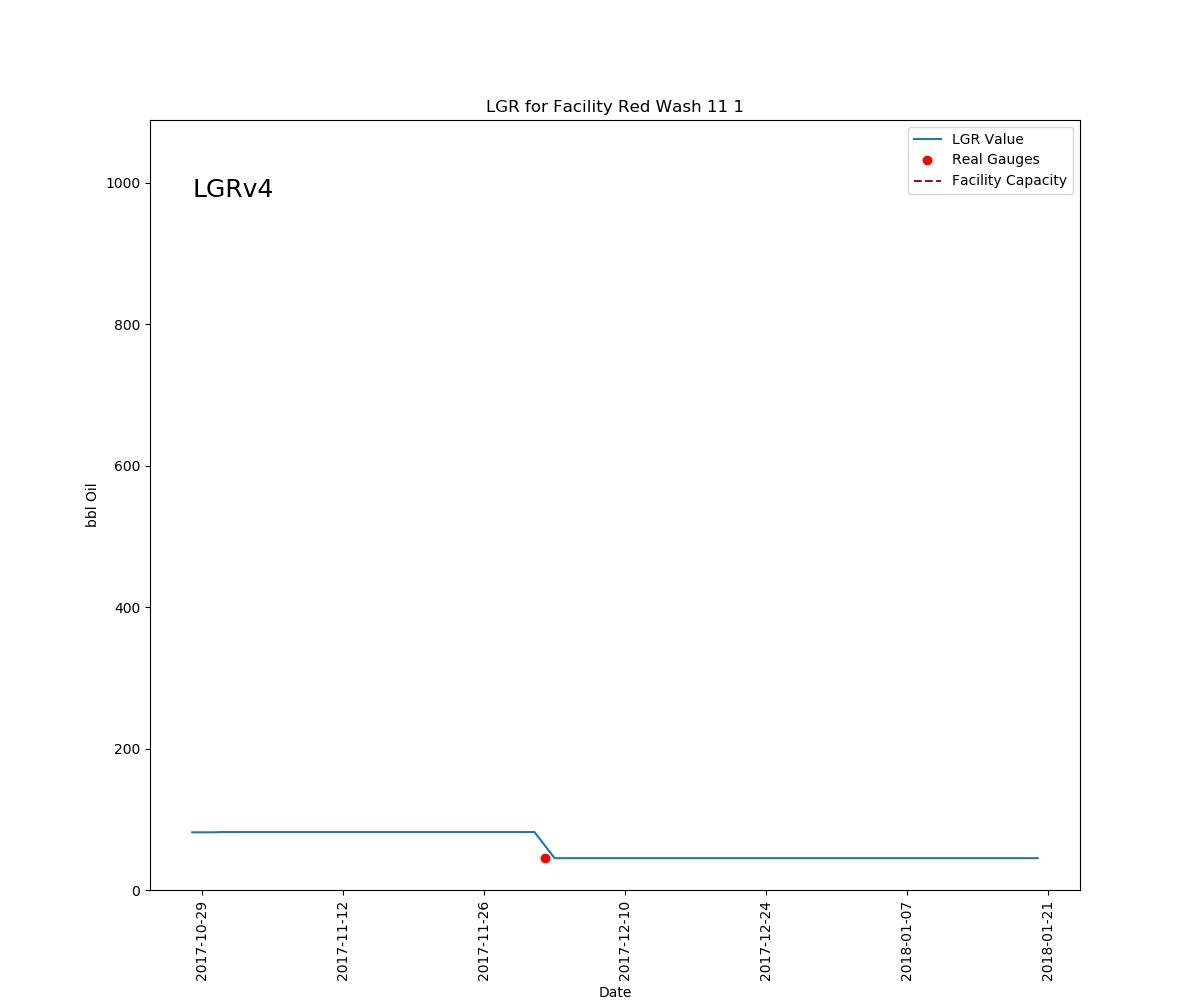 LGR for Facility Red Wash 11 1
LGR Value
Real Gauges
Facility Capacity
LGRv4
1000
800
600
400
200
0
bbl Oil
2017-10-29
2017-11-12
2017-11-26
2017-12-10
2017-12-24
2018-01-07
2018-01-21
Date